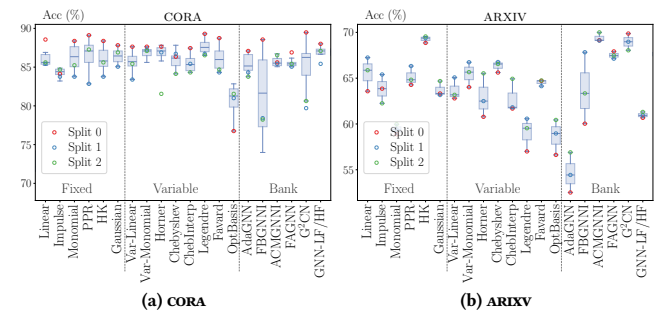 Acc (%)
CORA
90
85
80
75
70
Split 0
Split 1
Split 2
Fixed
Variable
Bank
Linear
Impulse
Monomial
PPR
HK
Gaussian
Var-Linear
Var-Monomial
Horner
Chebyshev
ChebInterp
Legendre
Favard
OptBasis
AdaGNN
FBGNNI
ACMGNNI
FAGNN
G²CN
GNN-LF/HF
(a) CORA
Acc (%)
ARXIV
70
65
60
55
Split 0
Split 1
Split 2
Fixed
Variable
Bank
Linear
Impulse
Monomial
PPR
HK
Gaussian
Var-Linear
Var-Monomial
Horner
Chebyshev
ChebInterp
Legendre
Favard
OptBasis
AdaGNN
FBGNNI
ACMGNNI
FAGNN
G²CN
GNN-LF/HF
(b) ARIXV